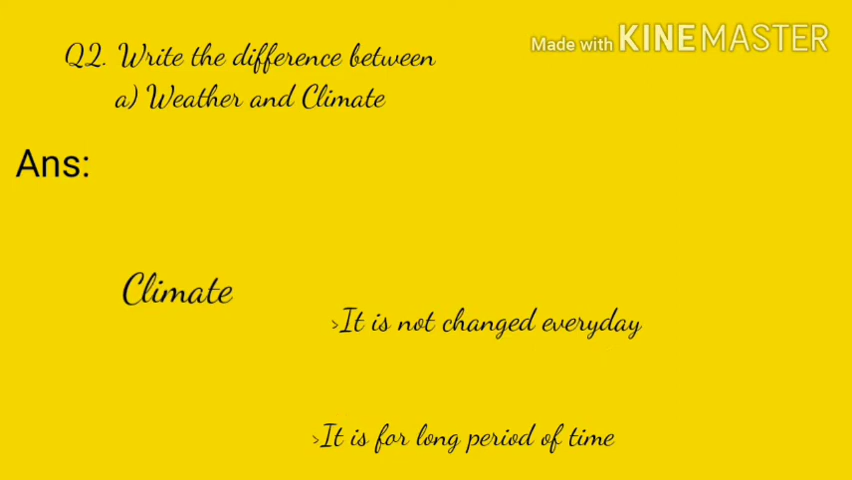 Made with KINEMASTER
Q2. Write the difference between
a) Weather and Climate
Ans:
Climate
>It is not changed everyday
>It is for long period of time